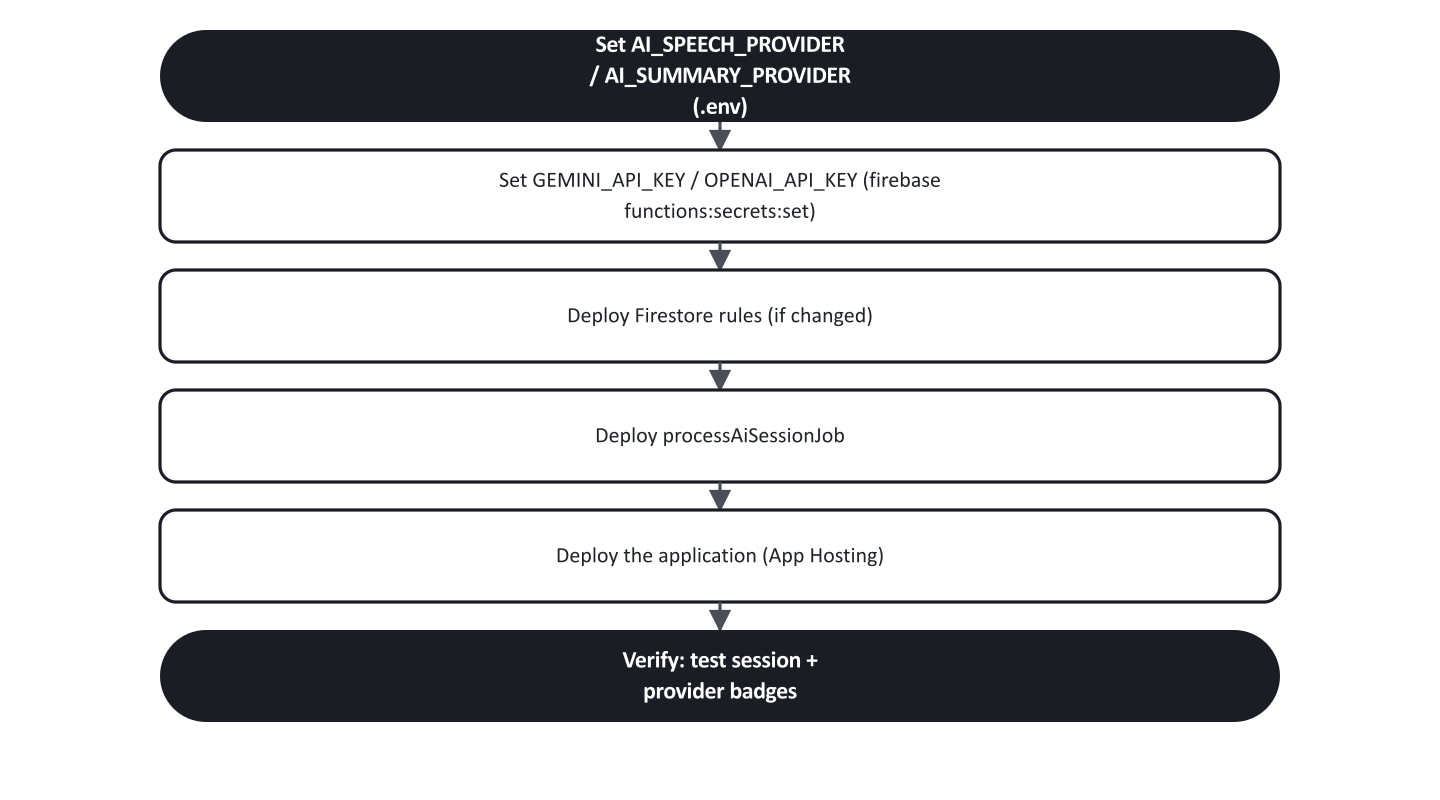 Set AI_SPEECH_PROVIDER
/ AI_SUMMARY_PROVIDER
(.env)
Set GEMINI_API_KEY / OPENAI_API_KEY (firebase
functions:secrets:set)
Deploy Firestore rules (if changed)
Deploy processAiSessionJob
Deploy the application (App Hosting)
Verify: test session +
provider badges